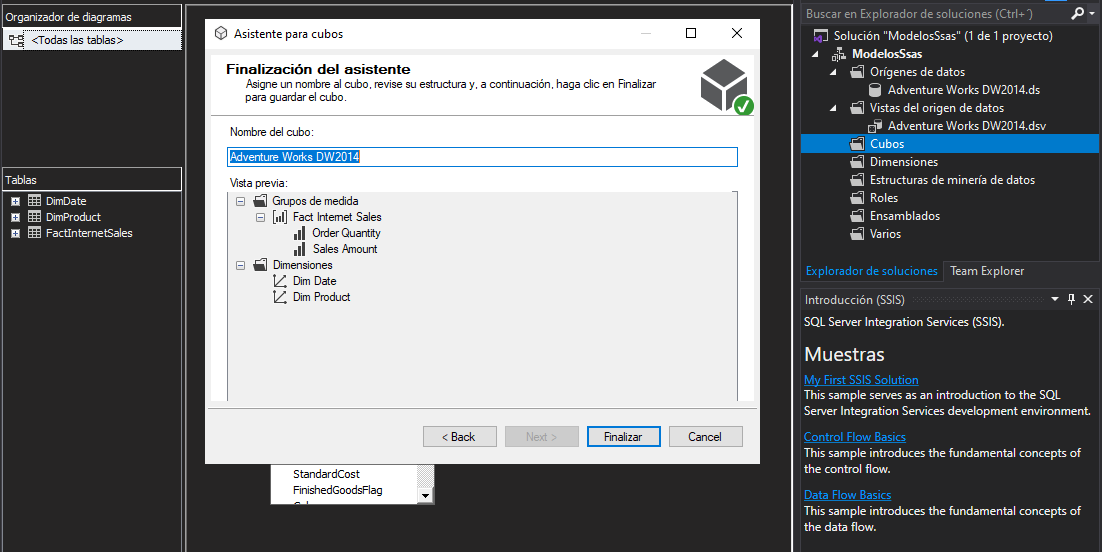 Organizador de diagramas
<Todas las tablas>
Tablas
DimDate
DimProduct
FactInternetSales
Asistente para cubos
Finalización del asistente
Asigne un nombre al cubo, revise su estructura y, a continuación, haga clic en Finalizar
para guardar el cubo.
Nombre del cubo:
Adventure Works DW2014
Vista previa:
Grupos de medida
Fact Internet Sales
Order Quantity
Sales Amount
Dimensiones
Dim Date
Dim Product
< Back
Next >
Finalizar
Cancel
StandardCost
FinishedGoodsFlag
Buscar en Explorador de soluciones (Ctrl+´)
Solución "ModelosSsas" (1 de 1 proyecto)
ModelosSsas
Orígenes de datos
Adventure Works DW2014.ds
Vistas del origen de datos
Adventure Works DW2014.dsv
Cubos
Dimensiones
Estructuras de minería de datos
Roles
Ensamblados
Varios
Explorador de soluciones
Team Explorer
Introducción (SSIS)
SQL Server Integration Services (SSIS).
Muestras
My First SSIS Solution
This sample serves as an introduction to the SQL
Server Integration Services development environment.
Control Flow Basics
This sample introduces the fundamental concepts of
the control flow.
Data Flow Basics
This sample introduces the fundamental concepts of
the data flow.